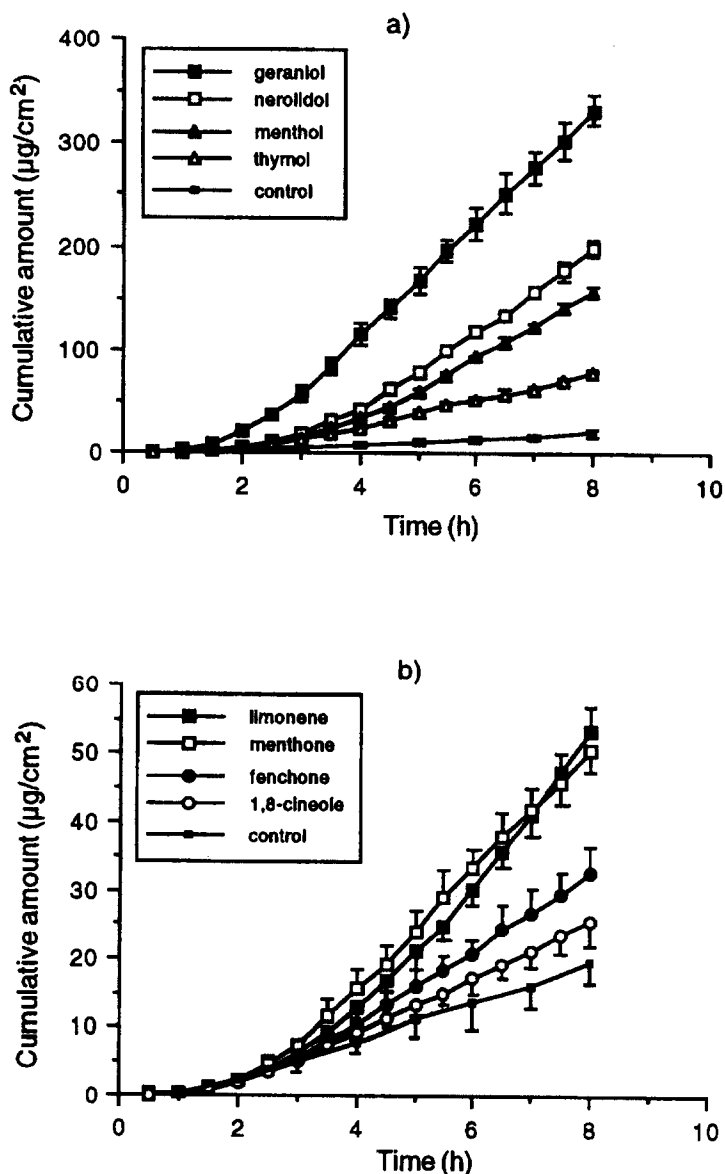 a)
400
300
200
100
0
Cumulative amount (µg/cm²)
geraniol
nerolidol
menthol
thymol
control
0 2 4 6 8 10
Time (h)
b)
60
50
40
30
20
10
0
Cumulative amount (µg/cm²)
limonene
menthone
fenchone
1,8-cineole
control
0 2 4 6 8 10
Time (h)